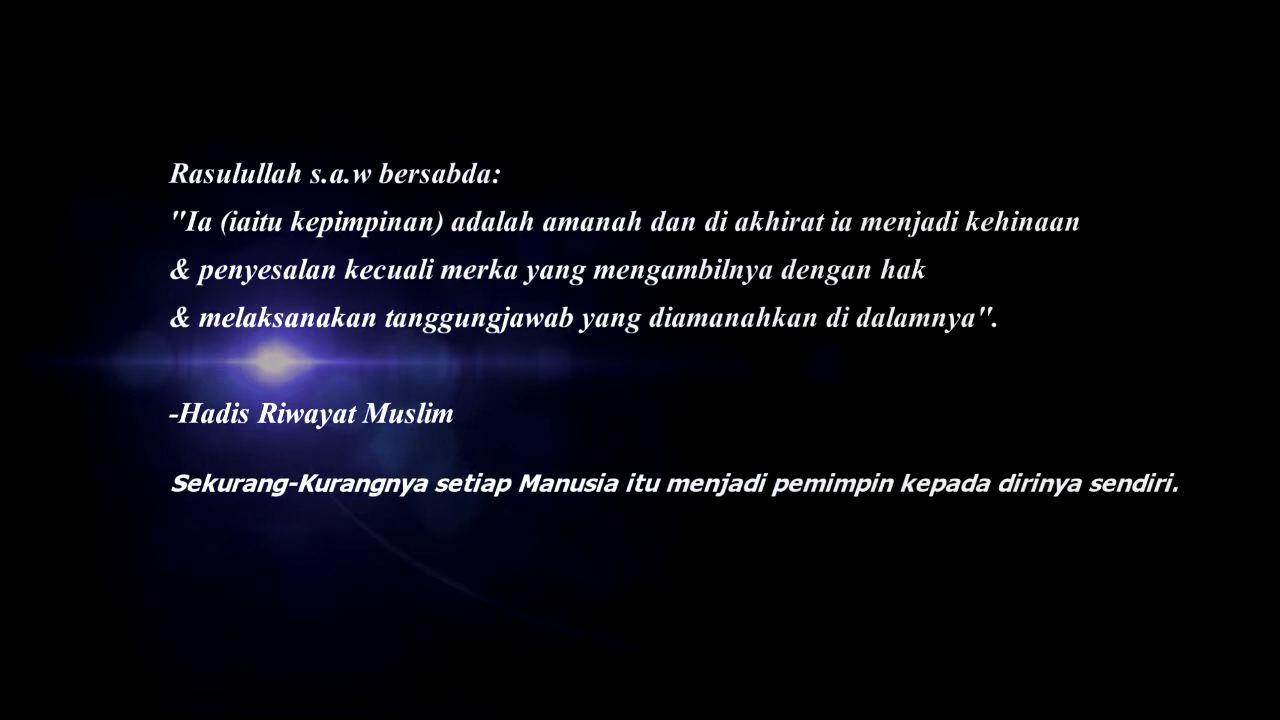 Rasulullah s.a.w bersabda:
"Ia (iaitu kepimpinan) adalah amanah dan di akhirat ia menjadi kehinaan
& penyesalan kecuali merka yang mengambilnya dengan hak
& melaksanakan tanggungjawab yang diamanahkan di dalamnya".
-Hadis Riwayat Muslim
Sekurang-Kurangnya setiap Manusia itu menjadi pemimpin kepada dirinya sendiri.